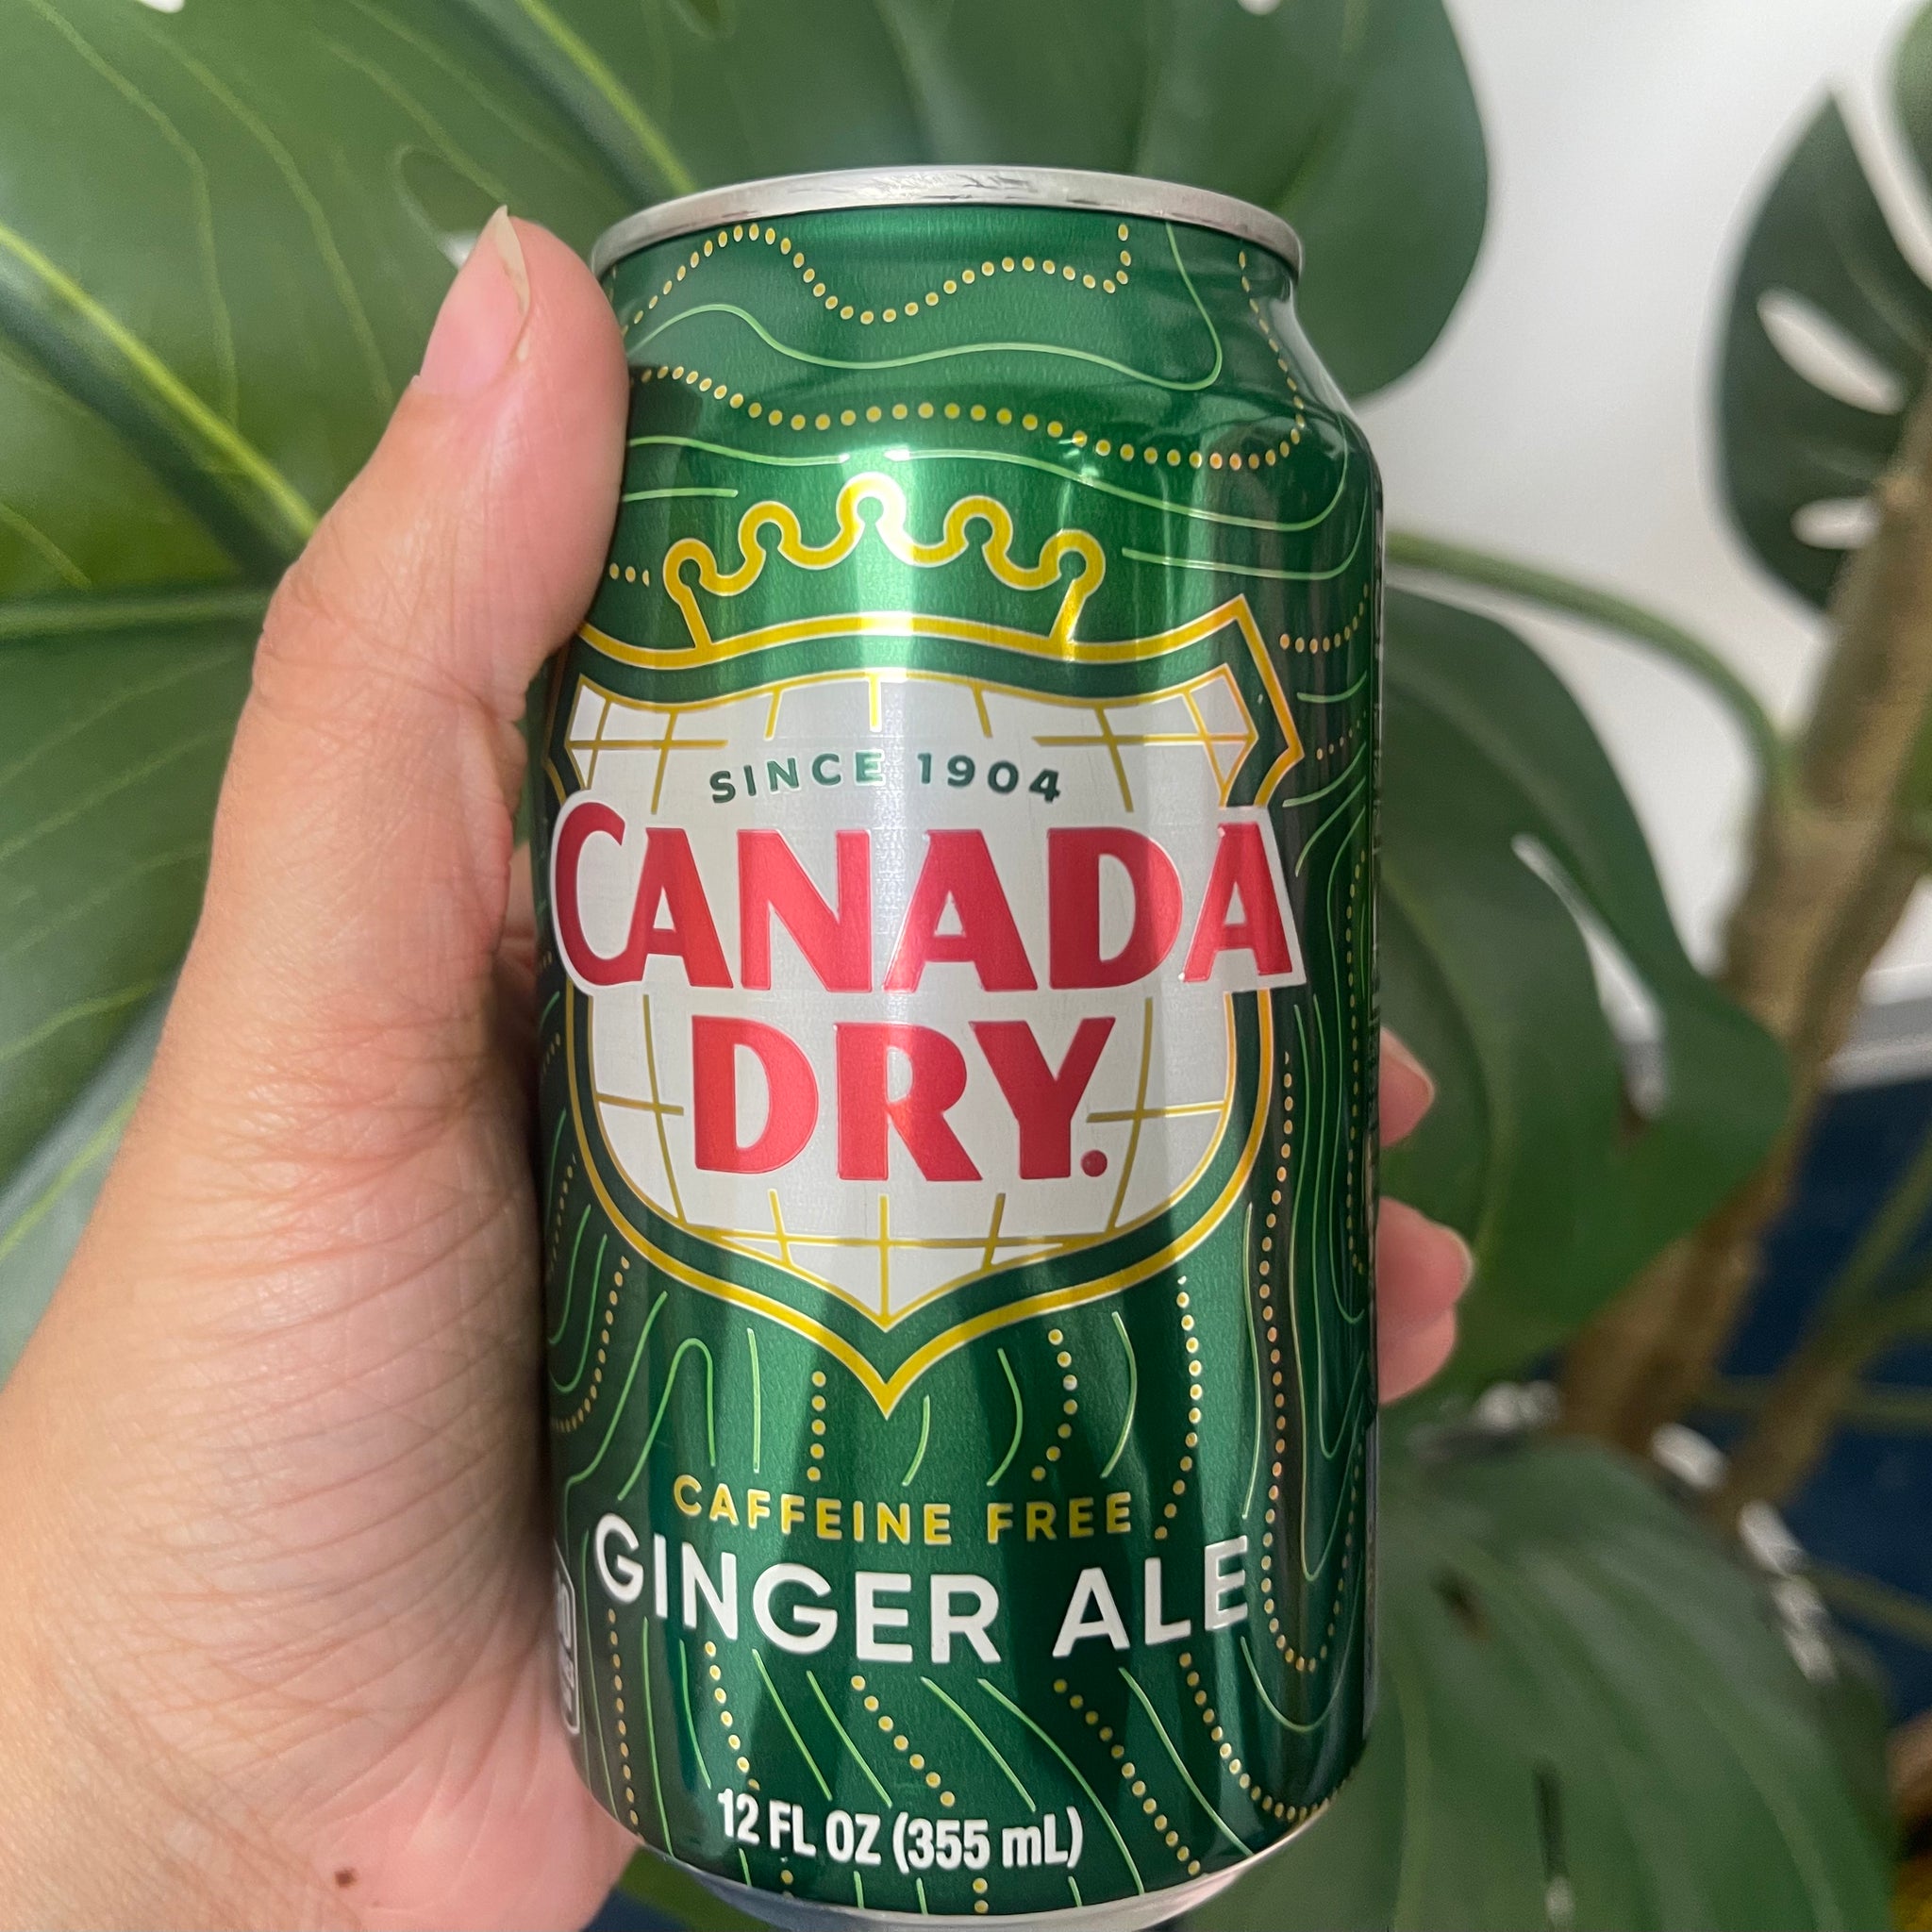 SINCE 1904
CANADA
DRY.
CAFFEINE FREE
GINGER ALE
12 FL OZ (355 mL)